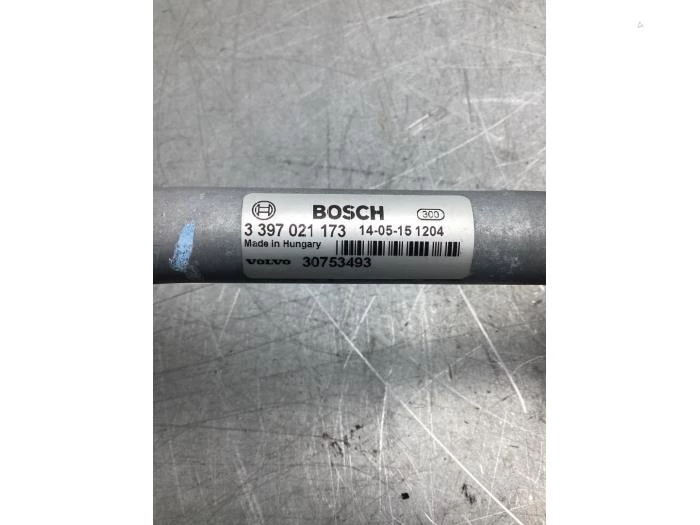 BOSCH 300
3 397 021 173 14-05-15 1204
Made in Hungary
VOLVO 30753493